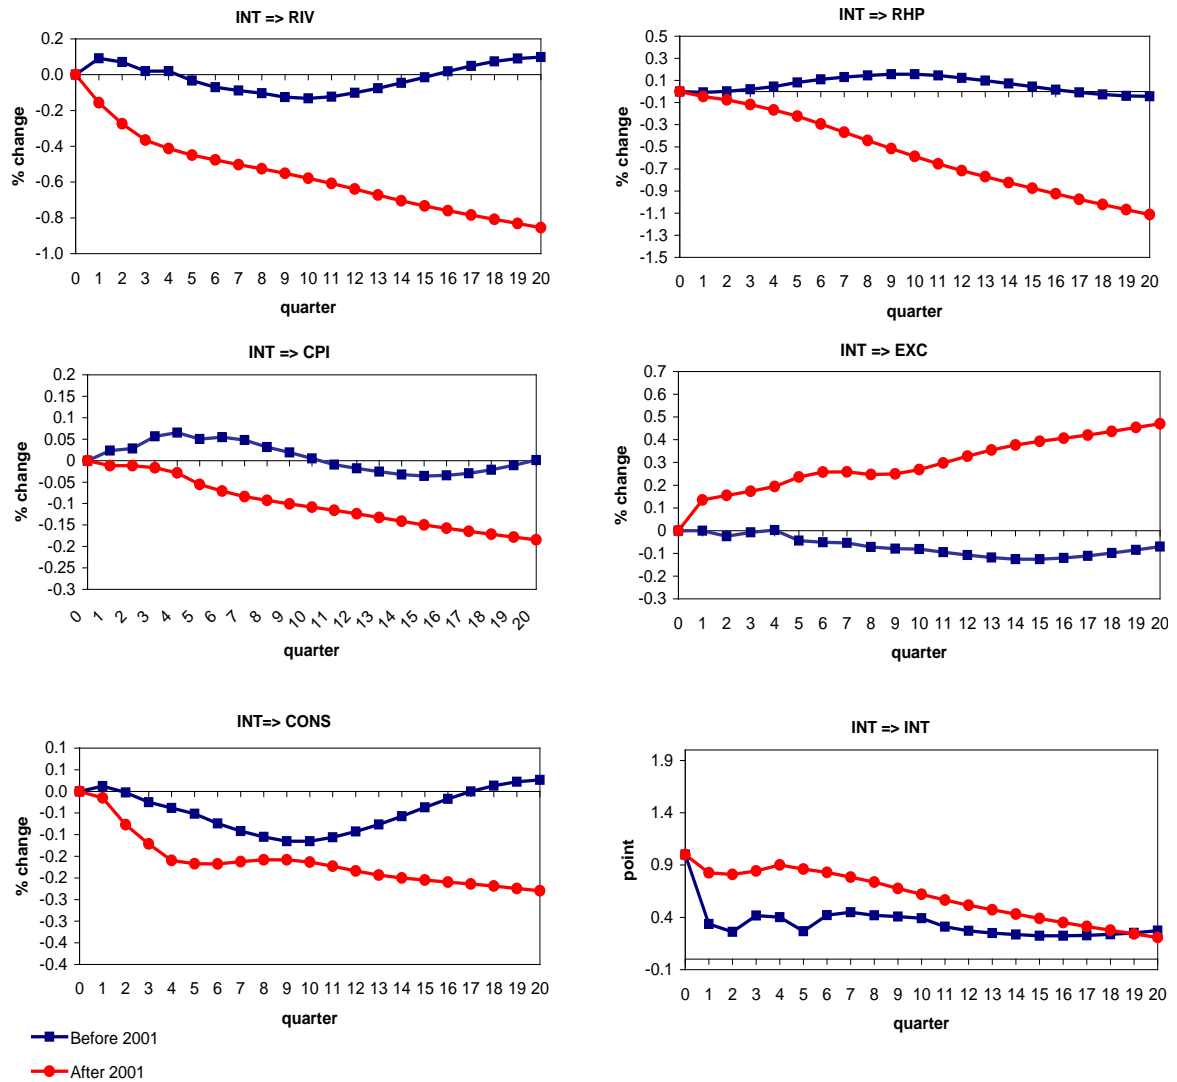 INT => RIV
0.2
0.0
-0.2
-0.4
-0.6
-0.8
-1.0
% change
0 1 2 3 4 5 6 7 8 9 10 11 12 13 14 15 16 17 18 19 20
quarter
INT => RHP
0.5
0.3
0.1
-0.1
-0.3
-0.5
-0.7
-0.9
-1.1
-1.3
-1.5
% change
0 1 2 3 4 5 6 7 8 9 10 11 12 13 14 15 16 17 18 19 20
quarter
INT => CPI
0.2
0.15
0.1
0.05
0
-0.05
-0.1
-0.15
-0.2
-0.25
-0.3
% change
0 1 2 3 4 5 6 7 8 9 10 11 12 13 14 15 16 17 18 19 20
quarter
INT => EXC
0.7
0.6
0.5
0.4
0.3
0.2
0.1
0
-0.1
-0.2
-0.3
% change
0 1 2 3 4 5 6 7 8 9 10 11 12 13 14 15 16 17 18 19 20
quarter
INT=> CONS
0.1
0.1
0.0
-0.1
-0.1
-0.2
-0.2
-0.3
-0.3
-0.4
-0.4
% change
0 1 2 3 4 5 6 7 8 9 10 11 12 13 14 15 16 17 18 19 20
quarter
INT => INT
1.9
1.4
0.9
0.4
-0.1
point
0 1 2 3 4 5 6 7 8 9 10 11 12 13 14 15 16 17 18 19 20
quarter
Before 2001
After 2001